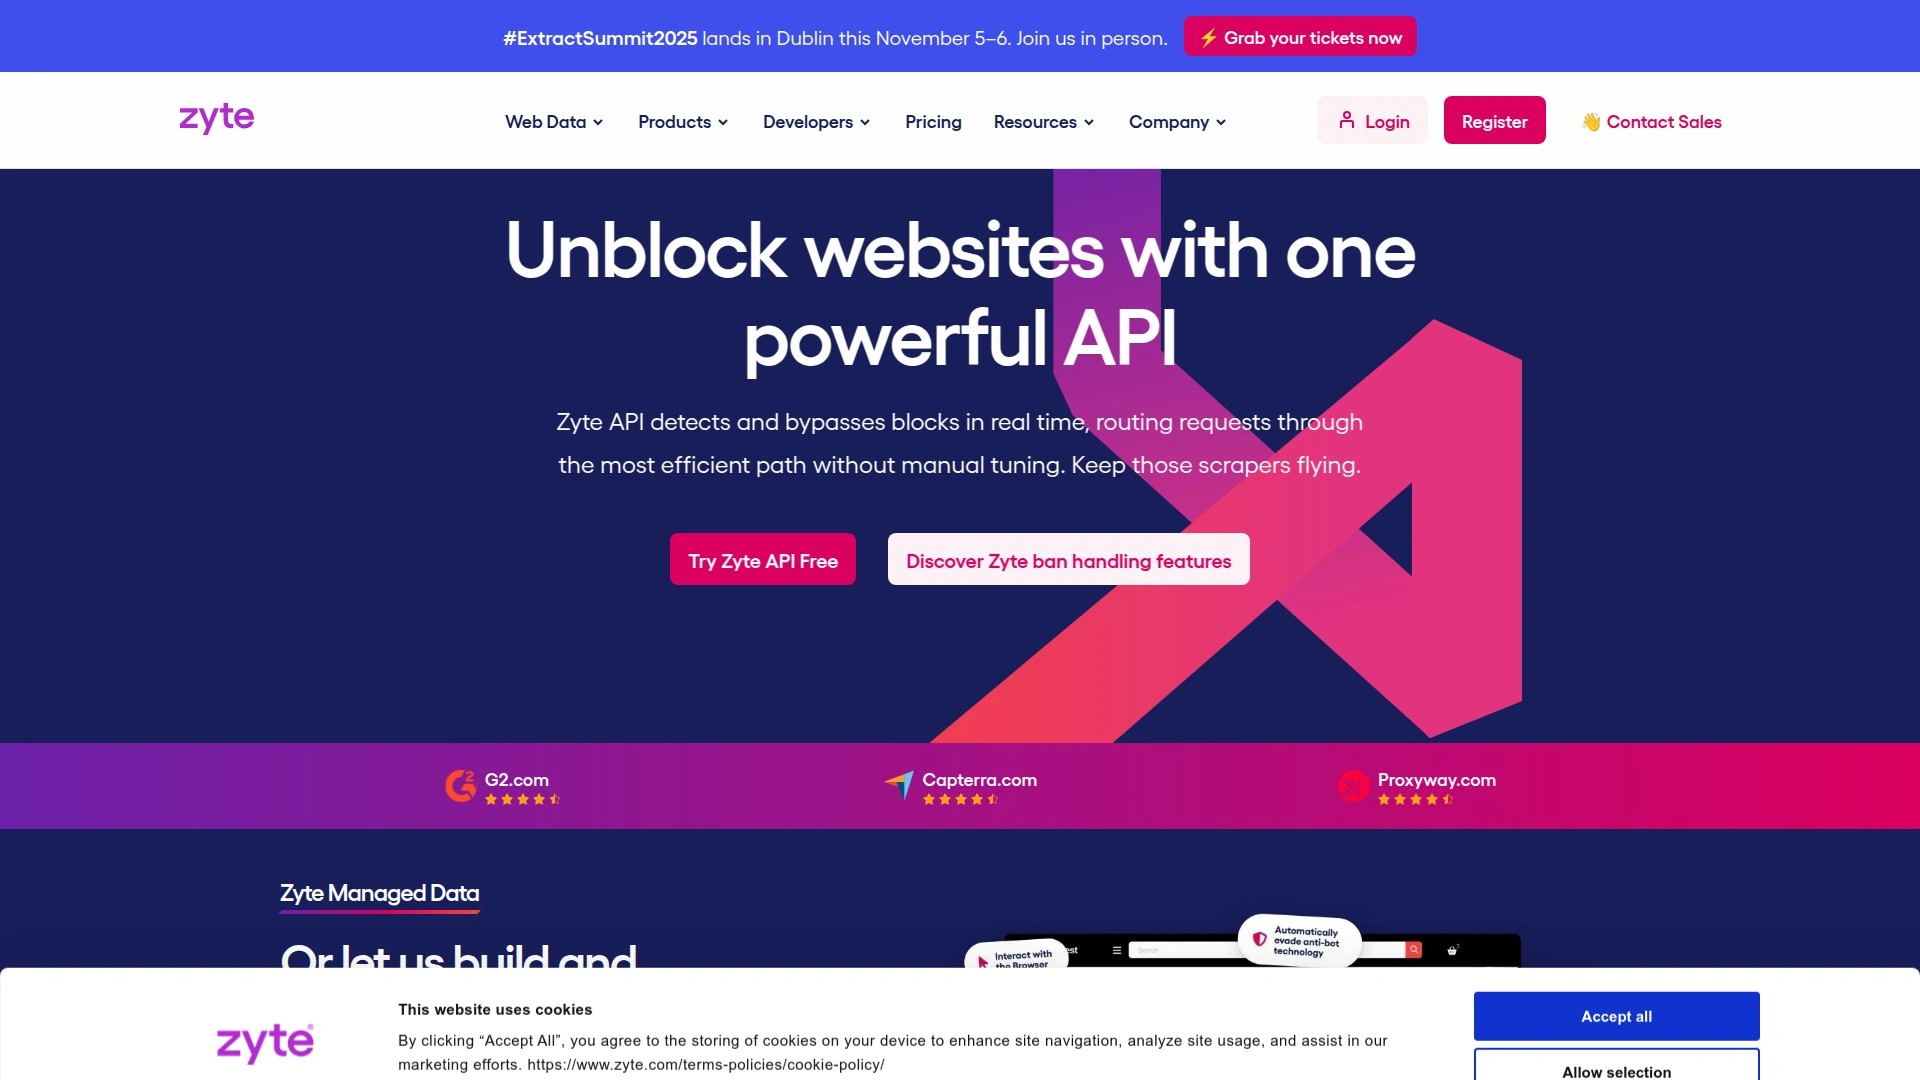 #ExtractSummit2025 lands in Dublin this November 5–6. Join us in person. ⚡ Grab your tickets now
zyte
Web Data
Products
Developers
Pricing
Resources
Company
Login
Register
👋 Contact Sales
Unblock websites with one
powerful API
Zyte API detects and bypasses blocks in real time, routing requests through
the most efficient path without manual tuning. Keep those scrapers flying.
Try Zyte API Free
Discover Zyte ban handling features
G2.com
Capterra.com
Proxyway.com
Zyte Managed Data
Or let us build and
Interact with
the Browser
est
Search
Automatically
evade anti-bot
technology
zyte
This website uses cookies
By clicking “Accept All”, you agree to the storing of cookies on your device to enhance site navigation, analyze site usage, and assist in our
marketing efforts. https://www.zyte.com/terms-policies/cookie-policy/
Accept all
Allow selection